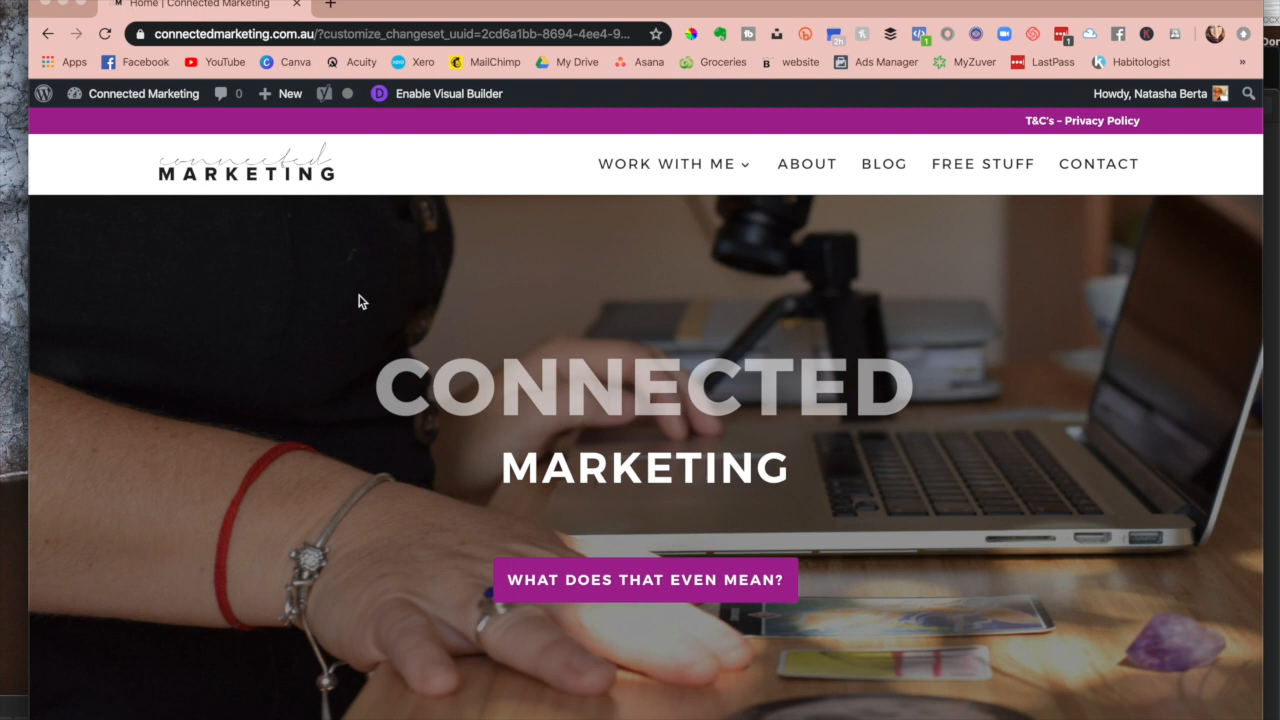 Home | Connected Marketing
connectedmarketing.com.au/?customize_changeset_uuid=2cd6a1bb-8694-4ee4-9...
2h
1
1
Apps Facebook YouTube Canva Acuity Xero MailChimp My Drive Asana Groceries website Ads Manager MyZuver LastPass Habitologist »
Connected Marketing 0 New Enable Visual Builder Howdy, Natasha Berta
T&C's – Privacy Policy
connected
MARKETING
WORK WITH ME ABOUT BLOG FREE STUFF CONTACT
CONNECTED
MARKETING
WHAT DOES THAT EVEN MEAN?